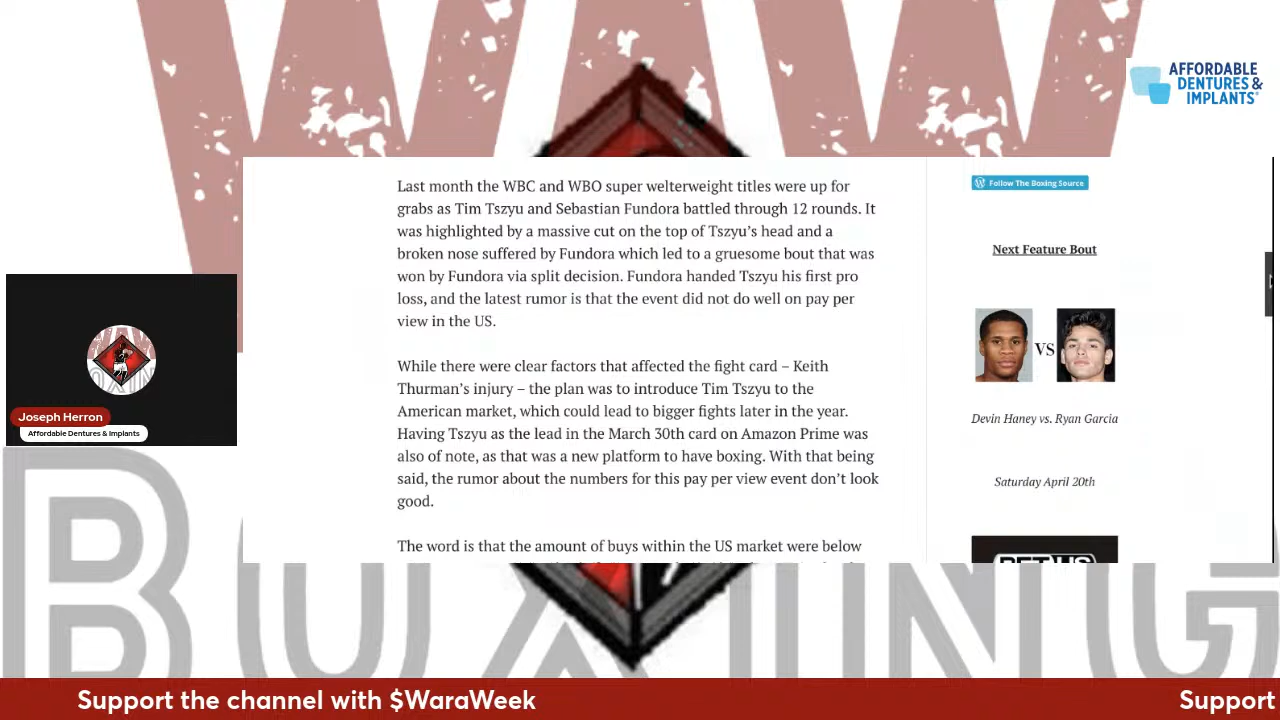 WAW
AFFORDABLE
DENTURES &
IMPLANTS
Last month the WBC and WBO super welterweight titles were up for
grabs as Tim Tszyu and Sebastian Fundora battled through 12 rounds. It
was highlighted by a massive cut on the top of Tszyu's head and a
broken nose suffered by Fundora which led to a gruesome bout that was
won by Fundora via split decision. Fundora handed Tszyu his first pro
loss, and the latest rumor is that the event did not do well on pay per
view in the US.
While there were clear factors that affected the fight card – Keith
Thurman's injury – the plan was to introduce Tim Tszyu to the
American market, which could lead to bigger fights later in the year.
Having Tszyu as the lead in the March 30th card on Amazon Prime was
also of note, as that was a new platform to have boxing. With that being
said, the rumor about the numbers for this pay per view event don't look
good.
The word is that the amount of buys within the US market were below
Follow The Boxing Source
Next Feature Bout
VS
Devin Haney vs. Ryan Garcia
Saturday April 20th
BET US
Joseph Herron
Affordable Dentures & Implants
BOXING
Support the channel with $WaraWeek
Support